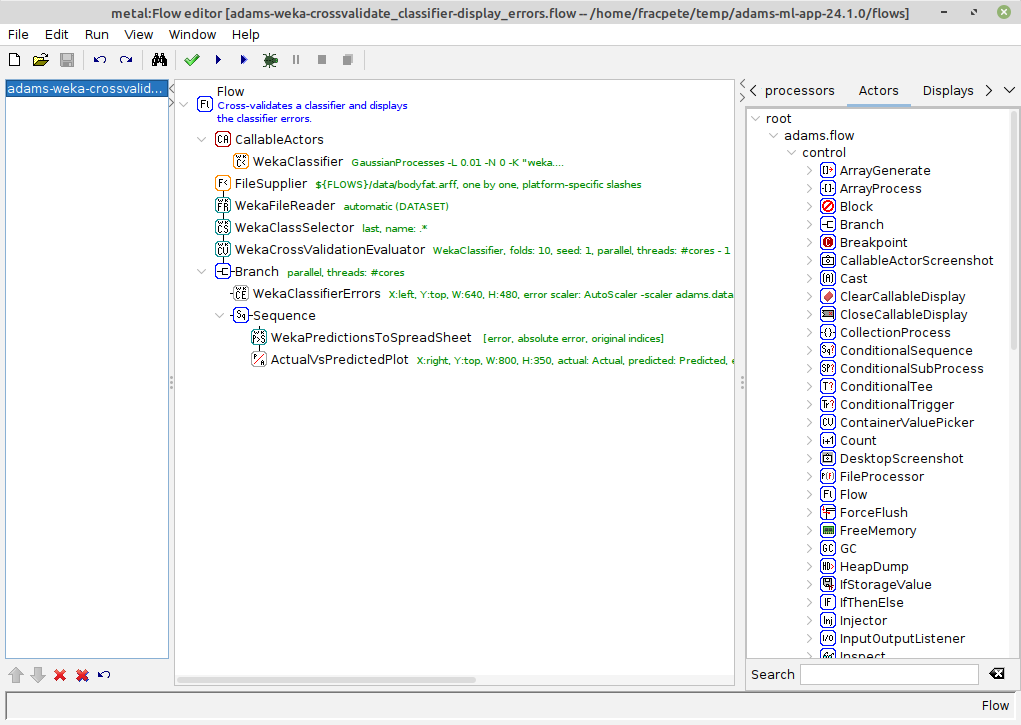 metal:Flow editor [adams-weka-crossvalidate_classifier-display_errors.flow -- /home/fracpete/temp/adams-ml-app-24.1.0/flows]
File Edit Run View Window Help
adams-weka-crossvalid...
Flow
Cross-validates a classifier and displays
the classifier errors.
CallableActors
WekaClassifier GaussianProcesses -L 0.01 -N 0 -K "weka....
FileSupplier ${FLOWS}/data/bodyfat.arff, one by one, platform-specific slashes
WekaFileReader automatic (DATASET)
WekaClassSelector last, name: .*
WekaCrossValidationEvaluator WekaClassifier, folds: 10, seed: 1, parallel, threads: #cores - 1
Branch parallel, threads: #cores
WekaClassifierErrors X:left, Y:top, W:640, H:480, error scaler: AutoScaler -scaler adams.data
Sequence
WekaPredictionsToSpreadSheet [error, absolute error, original indices]
ActualVsPredictedPlot X:right, Y:top, W:800, H:350, actual: Actual, predicted: Predicted, e
processors Actors Displays
root
adams.flow
control
ArrayGenerate
ArrayProcess
Block
Branch
Breakpoint
CallableActorScreenshot
Cast
ClearCallableDisplay
CloseCallableDisplay
CollectionProcess
ConditionalSequence
ConditionalSubProcess
ConditionalTee
ConditionalTrigger
ContainerValuePicker
Count
DesktopScreenshot
FileProcessor
Flow
ForceFlush
FreeMemory
GC
HeapDump
IfStorageValue
IfThenElse
Injector
InputOutputListener
Inspect
Search
Flow